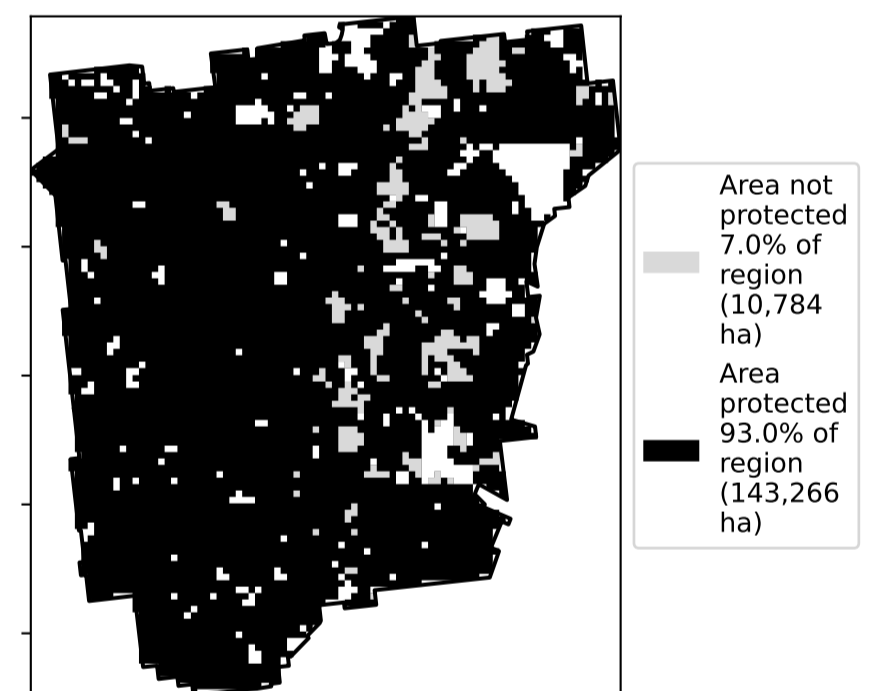 Area not
protected
7.0% of
region
(10,784
ha)
Area
protected
93.0% of
region
(143,266
ha)